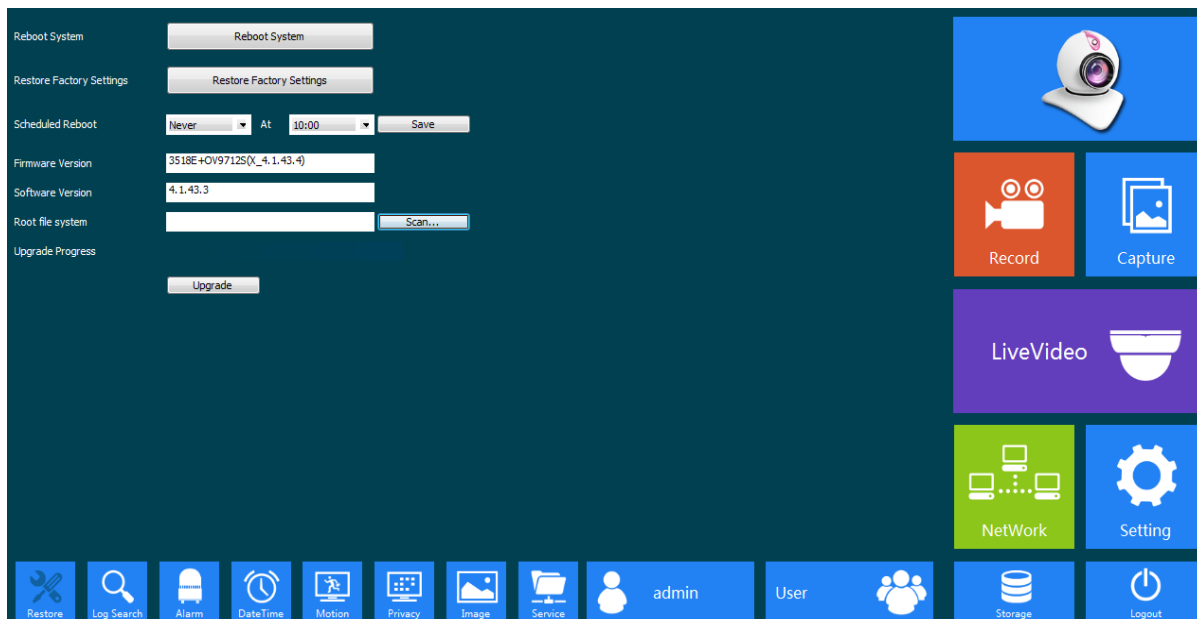 Reboot System Reboot System
Restore Factory Settings Restore Factory Settings
Scheduled Reboot Never At 10:00 Save
Firmware Version 3518E+OV9712S(X_4.1.43.4)
Software Version 4.1.43.3
Root file system Scan...
Upgrade Progress
Upgrade
Record Capture
LiveVideo
NetWork Setting
Restore Log Search Alarm DateTime Motion Privacy Image Service admin User Storage Logout